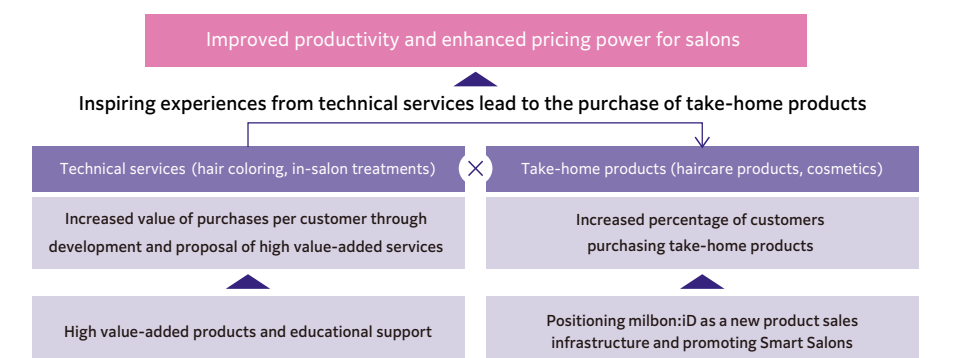 Improved productivity and enhanced pricing power for salons
Inspiring experiences from technical services lead to the purchase of take-home products
Technical services (hair coloring, in-salon treatments)
×
Take-home products (haircare products, cosmetics)
Increased value of purchases per customer through
development and proposal of high value-added services
Increased percentage of customers
purchasing take-home products
High value-added products and educational support
Positioning milbon:iD as a new product sales
infrastructure and promoting Smart Salons